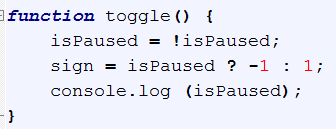 function toggle() {
    isPaused = !isPaused;
    sign = isPaused ? -1 : 1;
    console.log (isPaused);
}